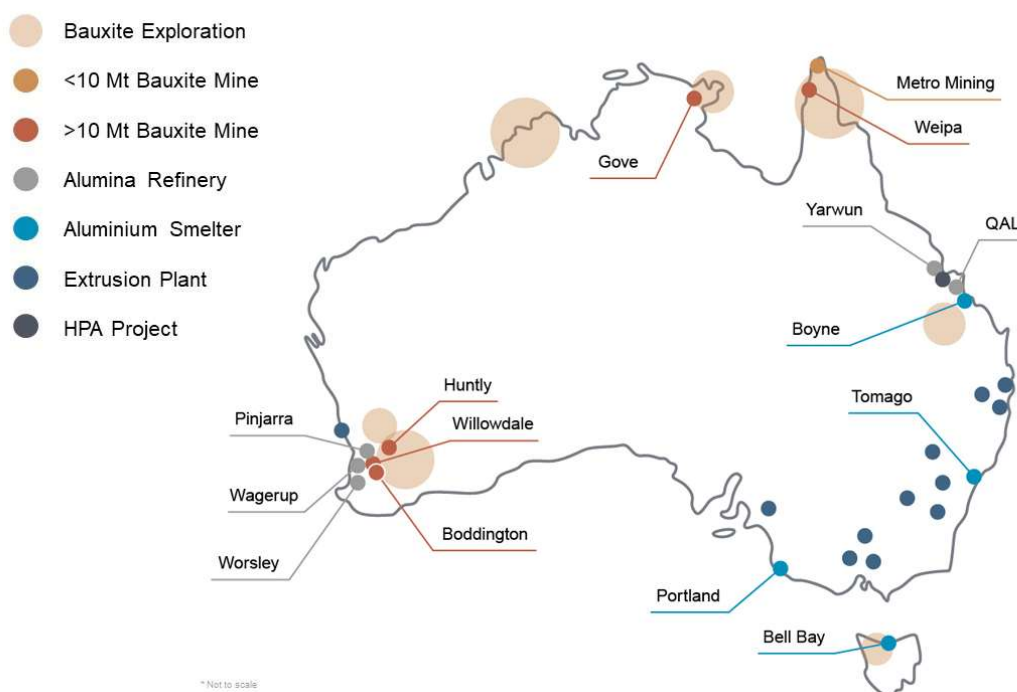 Bauxite Exploration
<10 Mt Bauxite Mine
>10 Mt Bauxite Mine
Alumina Refinery
Aluminium Smelter
Extrusion Plant
HPA Project
Metro Mining
Weipa
Gove
Yarwun
QAL
Boyne
Huntly
Tomago
Pinjarra
Willowdale
Wagerup
Boddington
Worsley
Portland
Bell Bay
* Not to scale